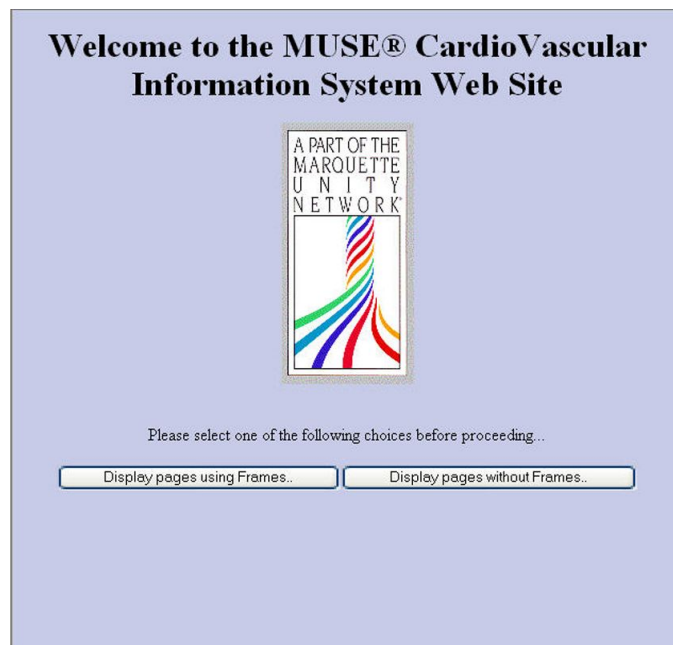 Welcome to the MUSE® CardioVascular
Information System Web Site
A PART OF THE
MARQUETTE
UNITY
NETWORK
Please select one of the following choices before proceeding...
Display pages using Frames..
Display pages without Frames..